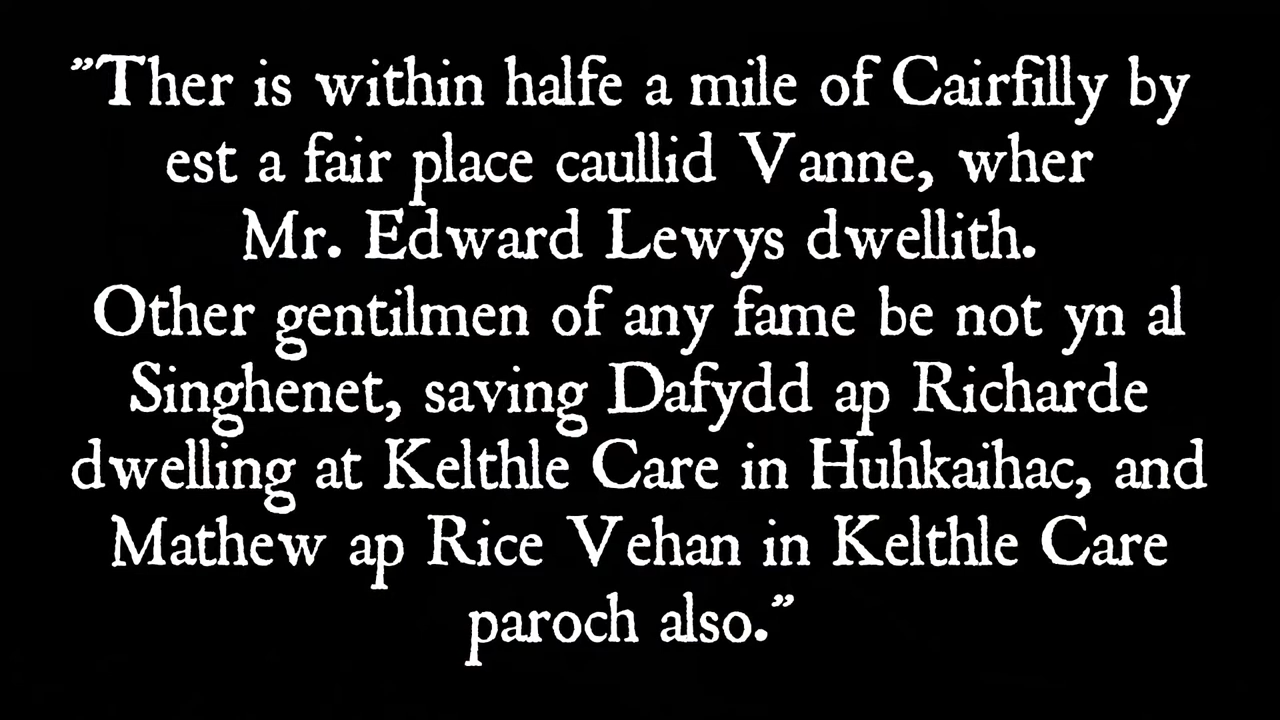 ”Ther is within halfe a mile of Cairfilly by
est a fair place caullid Vanne, wher
Mr. Edward Lewys dwellith.
Other gentilmen of any fame be not yn al
Singhenet, saving Dafydd ap Richarde
dwelling at Kelthle Care in Huhkaihac, and
Mathew ap Rice Vehan in Kelthle Care
paroch also.”